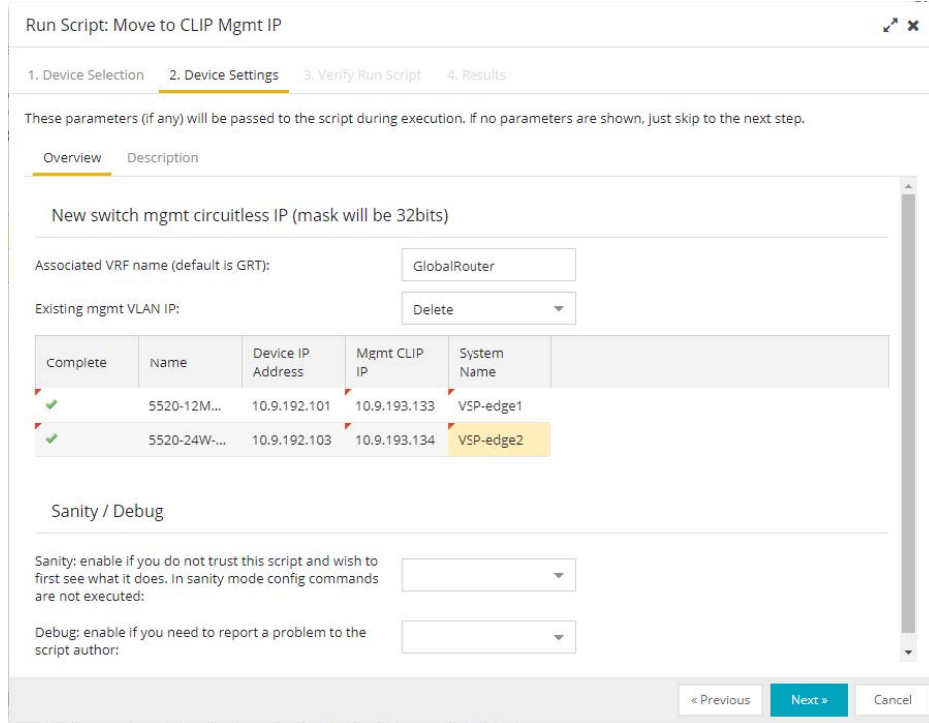 Run Script: Move to CLIP Mgmt IP
1. Device Selection 2. Device Settings 3. Verify Run Script 4. Results
These parameters (if any) will be passed to the script during execution. If no parameters are shown, just skip to the next step.
Overview Description
New switch mgmt circuitless IP (mask will be 32bits)
Associated VRF name (default is GRT): GlobalRouter
Existing mgmt VLAN IP: Delete
Complete Name Device IP Address Mgmt CLIP IP System Name
5520-12M... 10.9.192.101 10.9.193.133 VSP-edge1
5520-24W-... 10.9.192.103 10.9.193.134 VSP-edge2
Sanity / Debug
Sanity: enable if you do not trust this script and wish to
first see what it does. In sanity mode config commands
are not executed:
Debug: enable if you need to report a problem to the
script author:
« Previous Next » Cancel